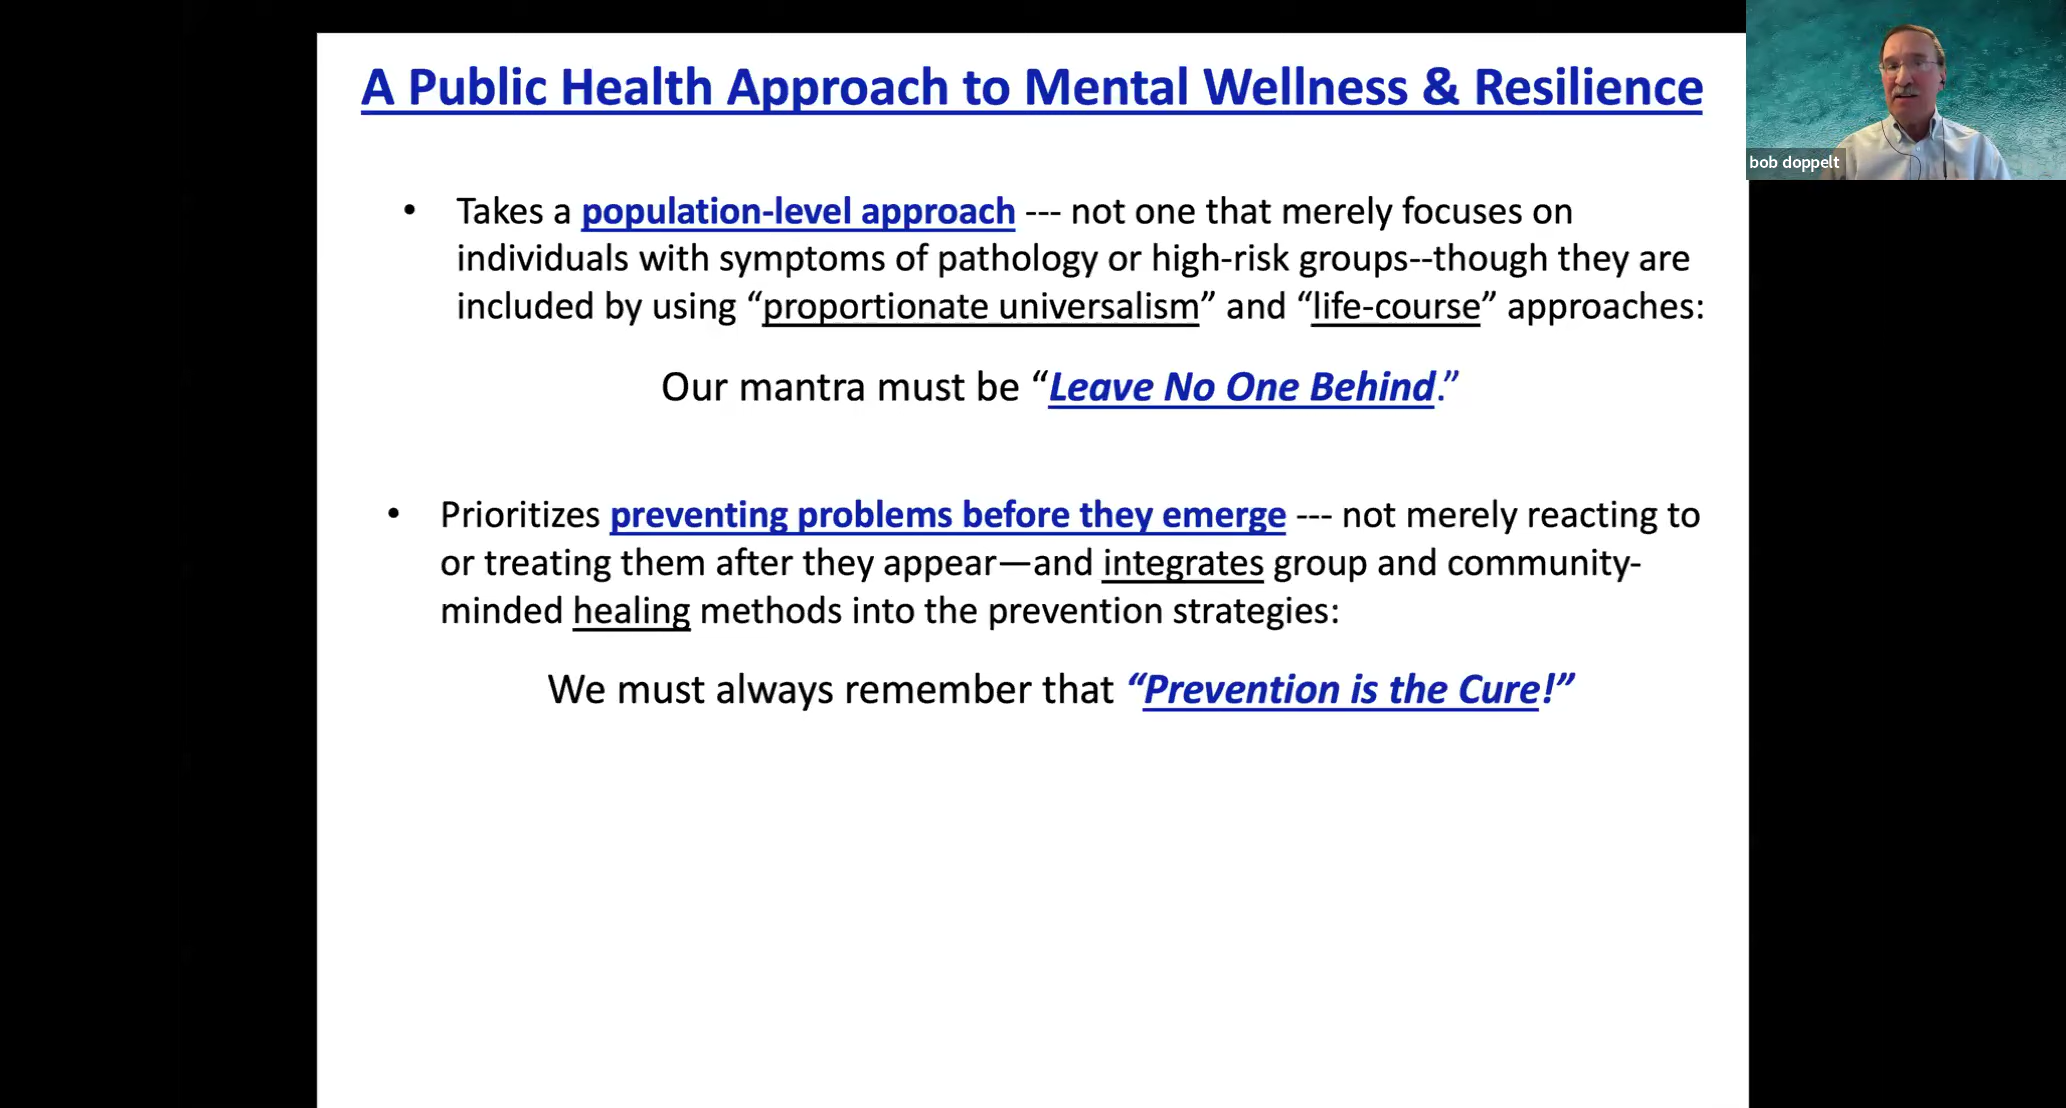 A Public Health Approach to Mental Wellness & Resilience
bob doppelt
• Takes a population-level approach --- not one that merely focuses on
individuals with symptoms of pathology or high-risk groups--though they are
included by using “proportionate universalism” and “life-course” approaches:
Our mantra must be “Leave No One Behind.”
• Prioritizes preventing problems before they emerge --- not merely reacting to
or treating them after they appear—and integrates group and community-
minded healing methods into the prevention strategies:
We must always remember that “Prevention is the Cure!”